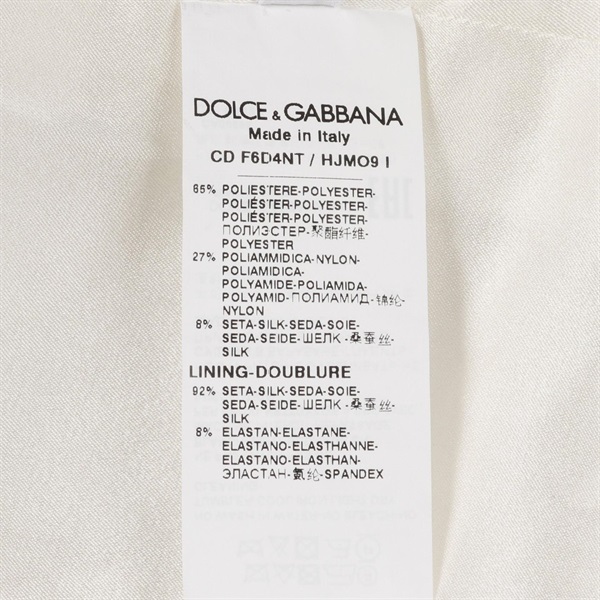 DOLCE & GABBANA
Made in Italy
CD F6D4NT / HJMO9 I
65% POLIESTERE-POLYESTER-
POLIÉSTER-POLYESTER-
POLIÉSTER-POLYESTER-
ПОЛИЭСТЕР-聚酯纤维-
POLYESTER
27% POLIAMMIDICA-NYLON-
POLIAMIDICA-
POLYAMIDE-POLIAMIDA-
POLYAMID-ПОЛИАМИД-锦纶-
NYLON
8% SETA-SILK-SEDA-SOIE-
SEDA-SEIDE-ШЕЛК-桑蚕丝-
SILK
LINING-DOUBLURE
92% SETA-SILK-SEDA-SOIE-
SEDA-SEIDE-ШЕЛК-桑蚕丝-
SILK
8% ELASTAN-ELASTANE-
ELASTANO-ELASTHANNE-
ELASTANO-ELASTHAN-
ЭЛАСТАН-氨纶-SPANDEX